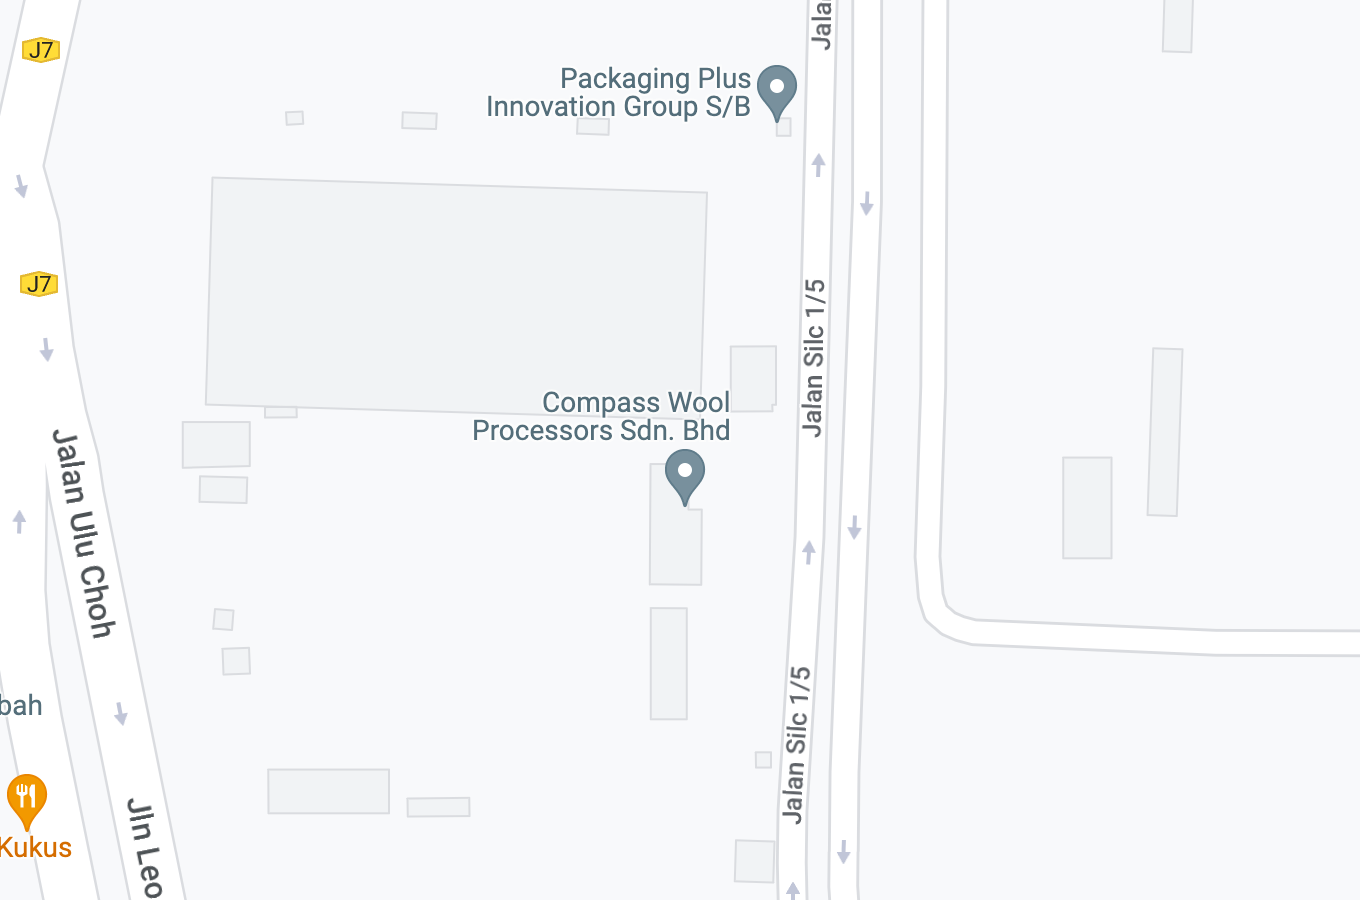 J7
Jala
Packaging Plus
Innovation Group S/B
J7
Jalan Silc 1/5
Compass Wool
Processors Sdn. Bhd
Jalan Ulu Choh
bah
Jalan Silc 1/5
Kukus
Jln Leo